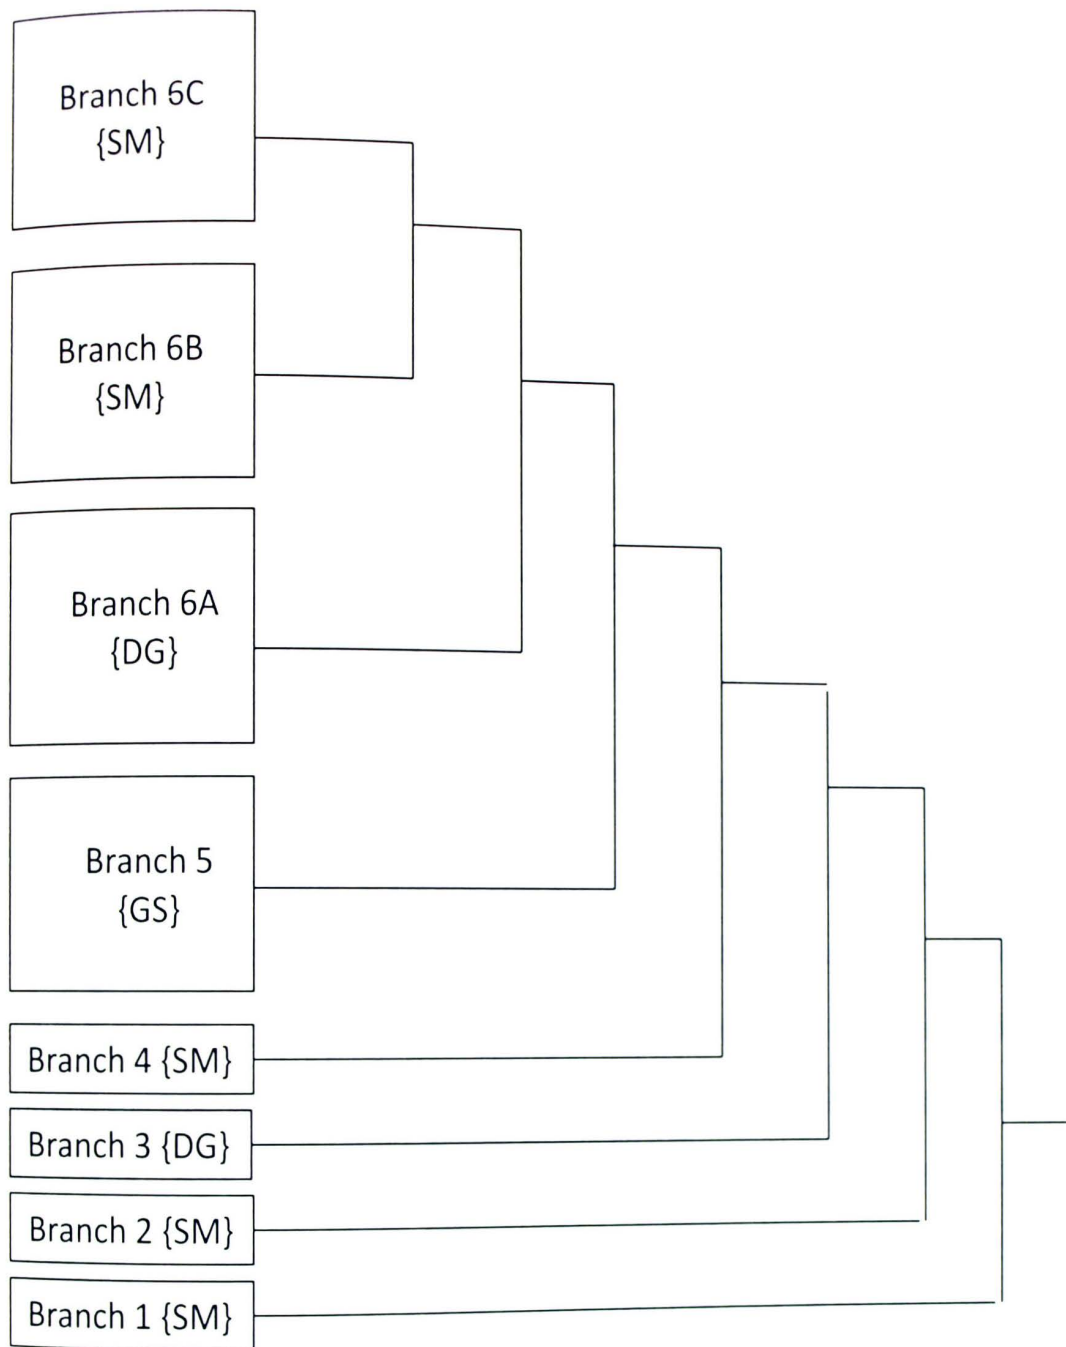 Branch 6C
{SM}
Branch 6B
{SM}
Branch 6A
{DG}
Branch 5
{GS}
Branch 4 {SM}
Branch 3 {DG}
Branch 2 {SM}
Branch 1 {SM}